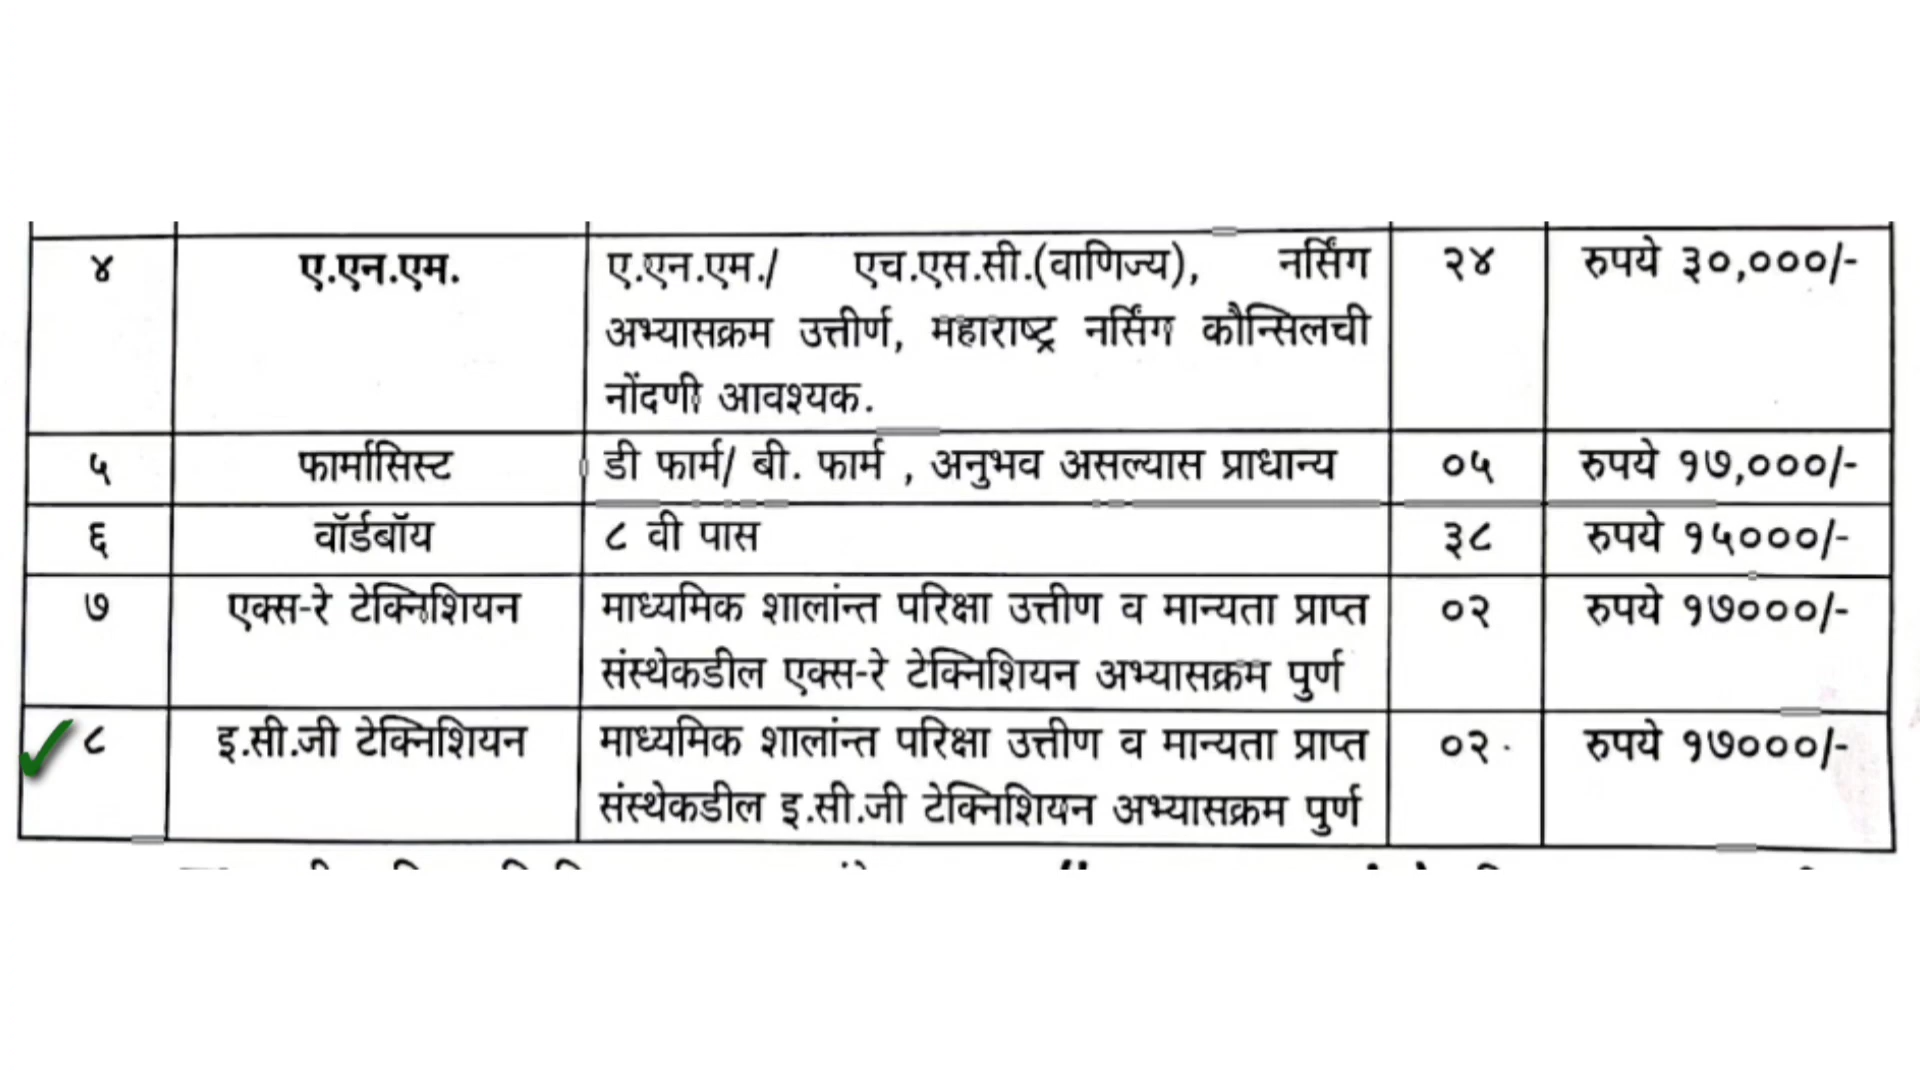 ४ ए.एन.एम. ए.एन.एम./ एच.एस.सी.(वाणिज्य), नर्सिंग २४ रुपये ३०,०००/-
अभ्यासक्रम उत्तीर्ण, महाराष्ट्र नर्सिंग कौन्सिलची
नोंदणी आवश्यक.
५ फार्मासिस्ट डी फार्म/ बी. फार्म , अनुभव असल्यास प्राधान्य ०५ रुपये १७,०००/-
६ वॉर्डबॉय ८ वी पास ३८ रुपये १५०००/-
७ एक्स-रे टेक्निशियन माध्यमिक शालांन्त परिक्षा उत्तीण व मान्यता प्राप्त ०२ रुपये १७०००/-
संस्थेकडील एक्स-रे टेक्निशियन अभ्यासक्रम पुर्ण
८ इ.सी.जी टेक्निशियन माध्यमिक शालांन्त परिक्षा उत्तीण व मान्यता प्राप्त ०२ रुपये १७०००/-
संस्थेकडील इ.सी.जी टेक्निशियन अभ्यासक्रम पुर्ण